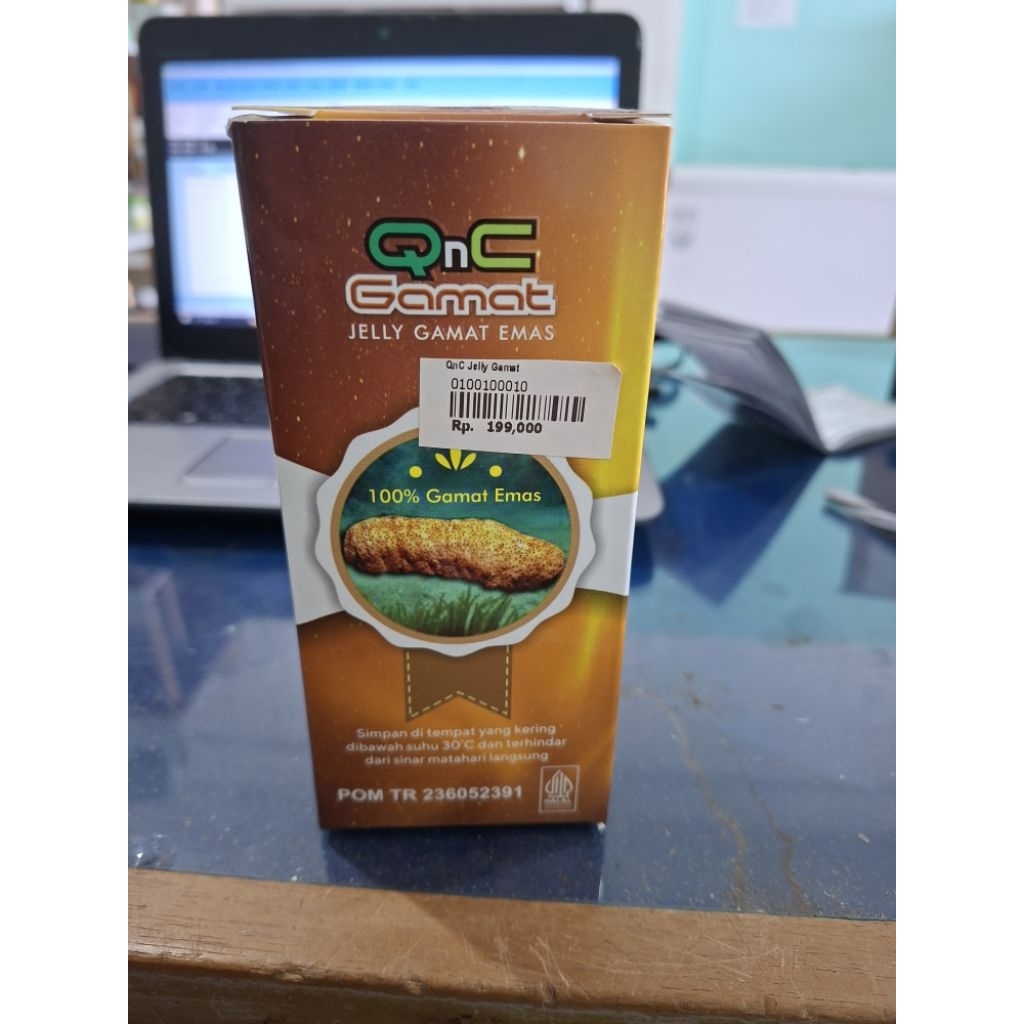 QnC
Gamat
JELLY GAMAT EMAS
QnC Jelly Gamat
0100100010
Rp. 199,000
100% Gamat Emas
Simpan di tempat yang kering
dibawah suhu 30°C dan terhindar
dari sinar matahari langsung
POM TR 236052391
HALAL